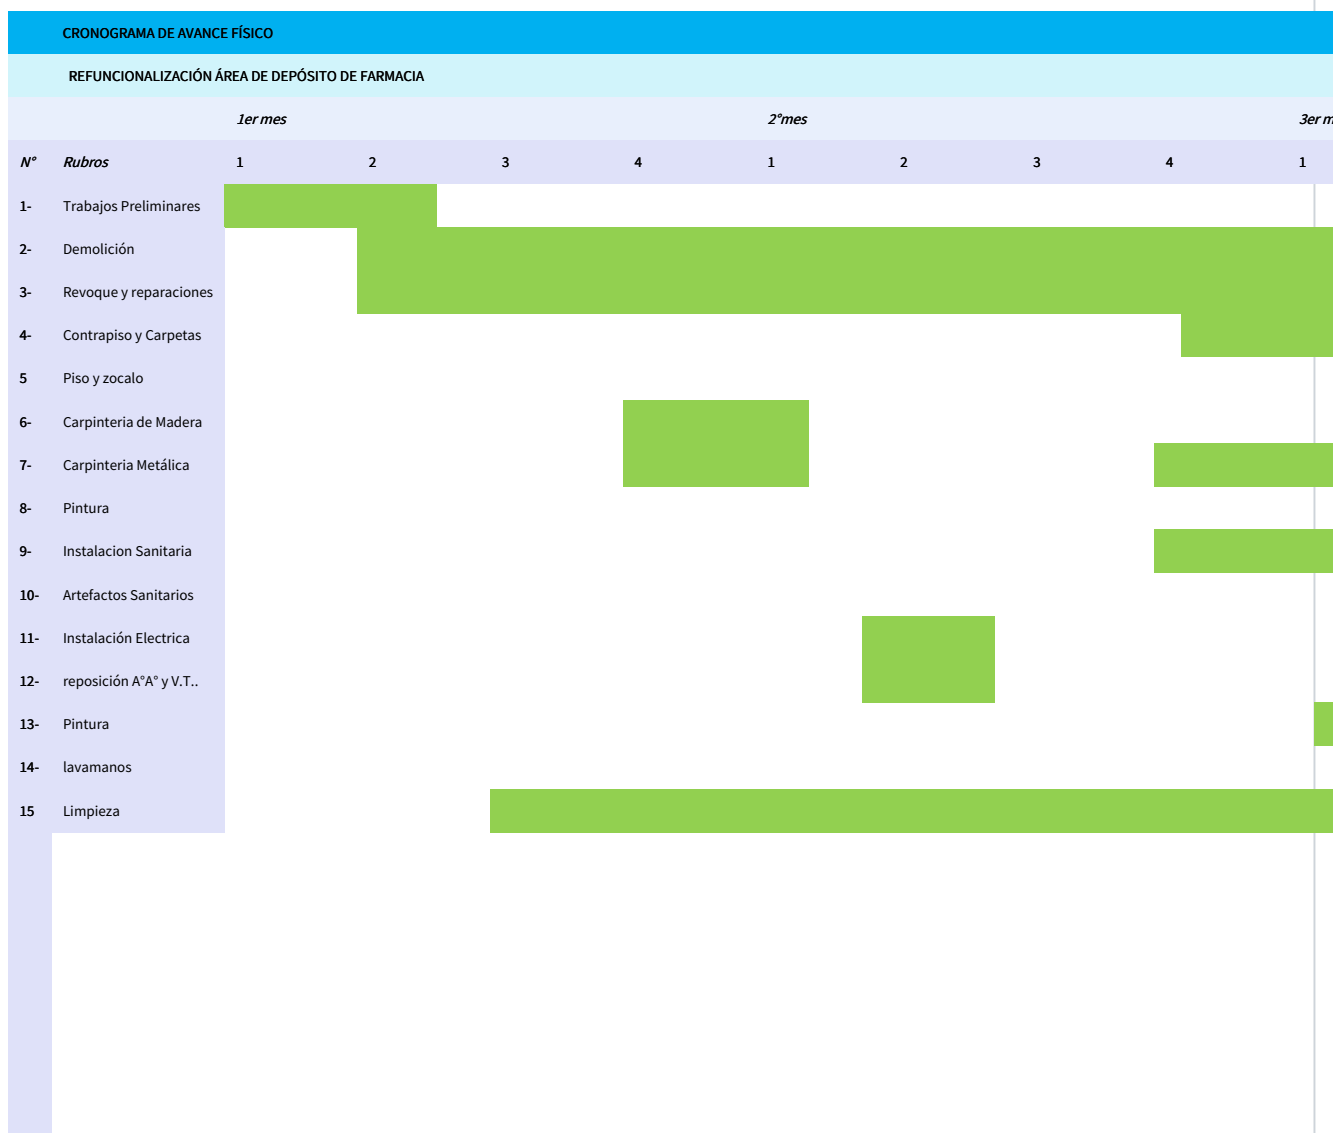 CRONOGRAMA DE AVANCE FÍSICO
REFUNCIONALIZACIÓN ÁREA DE DEPÓSITO DE FARMACIA
1er mes 2°mes 3er m
N° Rubros 1 2 3 4 1 2 3 4 1
1- Trabajos Preliminares
2- Demolición
3- Revoque y reparaciones
4- Contrapiso y Carpetas
5 Piso y zocalo
6- Carpinteria de Madera
7- Carpinteria Metálica
8- Pintura
9- Instalacion Sanitaria
10- Artefactos Sanitarios
11- Instalación Electrica
12- reposición A°A° y V.T..
13- Pintura
14- lavamanos
15 Limpieza